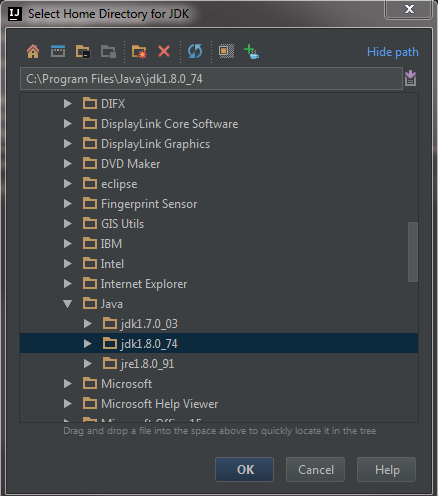 IJ Select Home Directory for JDK
Hide path
C:\Program Files\Java\jdk1.8.0_74
DIFX
DisplayLink Core Software
DisplayLink Graphics
DVD Maker
eclipse
Fingerprint Sensor
GIS Utils
IBM
Intel
Internet Explorer
Java
jdk1.7.0_03
jdk1.8.0_74
jre1.8.0_91
Microsoft
Microsoft Help Viewer
Microsoft Office 15
Drag and drop a file into the space above to quickly locate it in the tree
OK Cancel Help